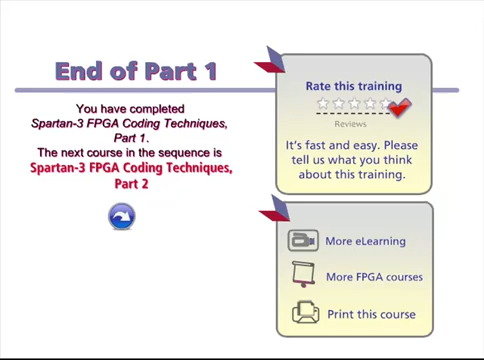 End of Part 1
You have completed
Spartan-3 FPGA Coding Techniques,
Part 1.
The next course in the sequence is
Spartan-3 FPGA Coding Techniques,
Part 2
Rate this training
Reviews
It's fast and easy. Please
tell us what you think
about this training.
More eLearning
More FPGA courses
Print this course